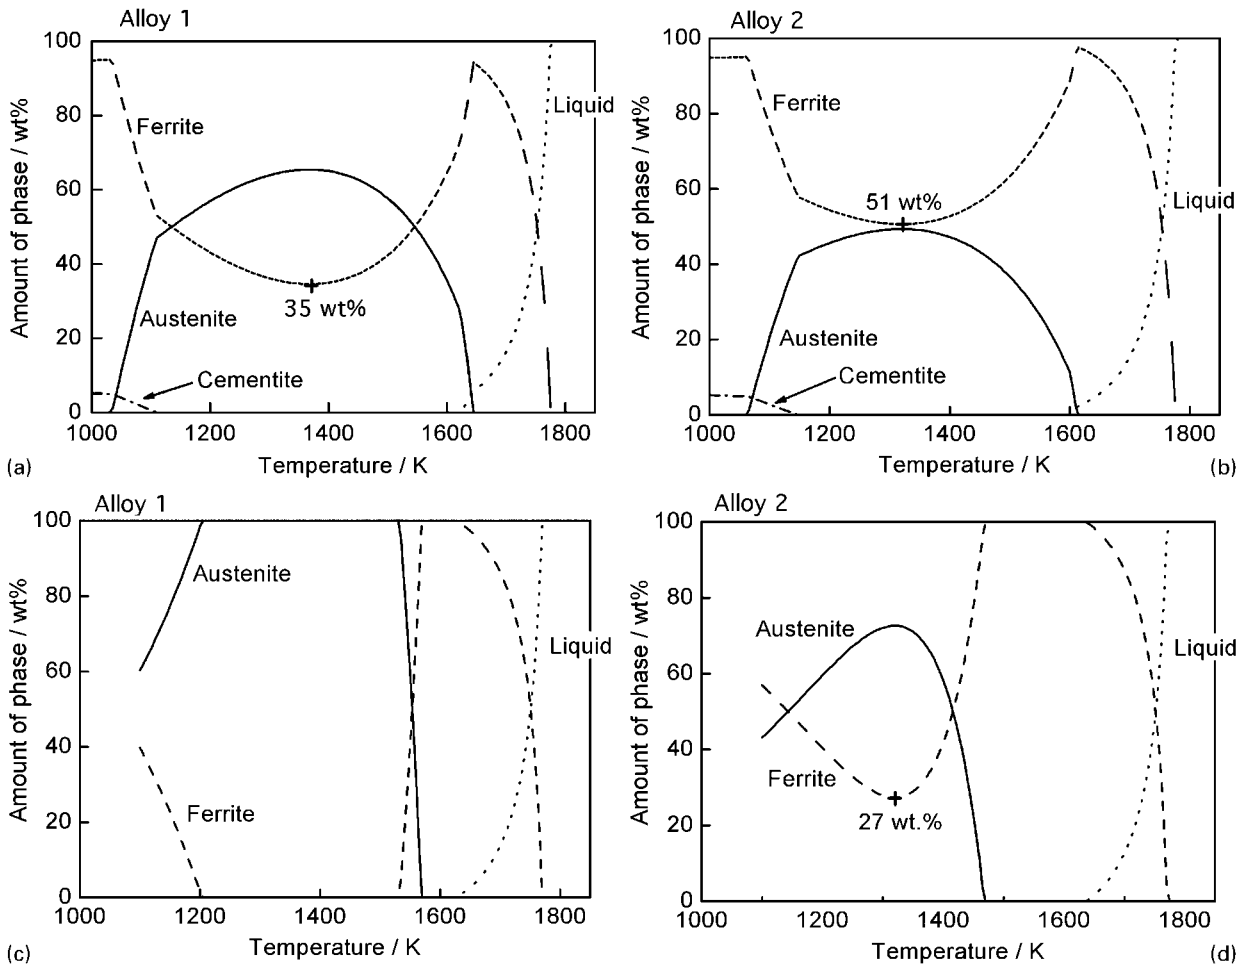 Alloy 1
Amount of phase / wt%
100
80
60
40
20
0
Ferrite
Austenite
Cementite
Liquid
35 wt%
1000 1200 1400 1600 1800
Temperature / K
(a)
Alloy 2
Amount of phase / wt%
100
80
60
40
20
0
Ferrite
51 wt%
Austenite
Cementite
Liquid
1000 1200 1400 1600 1800
Temperature / K
(b)
Alloy 1
Amount of phase / wt%
100
80
60
40
20
0
Austenite
Liquid
Ferrite
1000 1200 1400 1600 1800
Temperature / K
(c)
Alloy 2
Amount of phase / wt%
100
80
60
40
20
0
Austenite
Liquid
Ferrite
27 wt.%
1000 1200 1400 1600 1800
Temperature / K
(d)